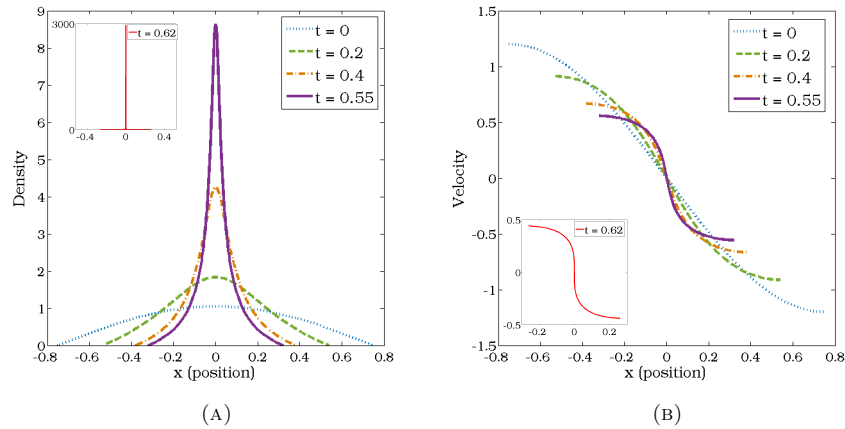 9
8
7
6
5
4
3
2
1
0
Density
-0.8
-0.6
-0.4
-0.2
0
0.2
0.4
0.6
0.8
x (position)
t = 0
t = 0.2
t = 0.4
t = 0.55
3000
0
-0.4
0
0.4
t = 0.62
(A)
1.5
1
0.5
0
-0.5
-1
-1.5
Velocity
-0.8
-0.6
-0.4
-0.2
0
0.2
0.4
0.6
0.8
x (position)
t = 0
t = 0.2
t = 0.4
t = 0.55
0.5
0
-0.5
-0.2
0
0.2
t = 0.62
(B)